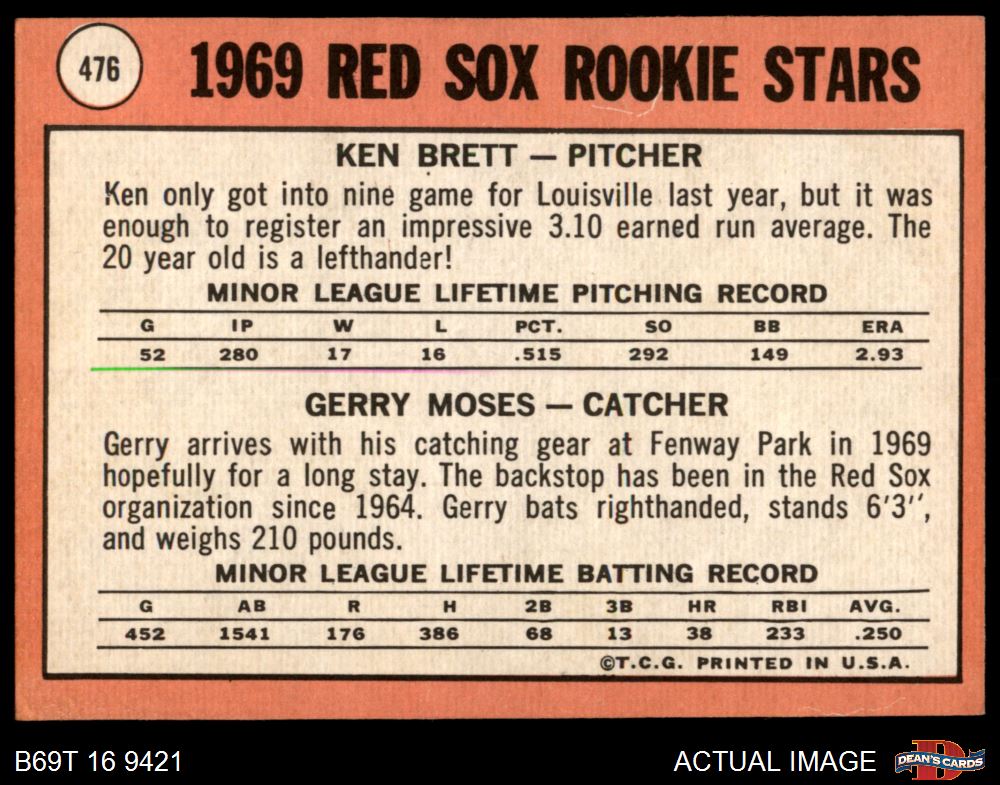 476
1969 RED SOX ROOKIE STARS
KEN BRETT — PITCHER
Ken only got into nine game for Louisville last year, but it was
enough to register an impressive 3.10 earned run average. The
20 year old is a lefthander!
MINOR LEAGUE LIFETIME PITCHING RECORD
G IP W L PCT. SO BB ERA
52 280 17 16 .515 292 149 2.93
GERRY MOSES — CATCHER
Gerry arrives with his catching gear at Fenway Park in 1969
hopefully for a long stay. The backstop has been in the Red Sox
organization since 1964. Gerry bats righthanded, stands 6'3'',
and weighs 210 pounds.
MINOR LEAGUE LIFETIME BATTING RECORD
G AB R H 2B 3B HR RBI AVG.
452 1541 176 386 68 13 38 233 .250
©T.C.G. PRINTED IN U.S.A.
B69T 16 9421
ACTUAL IMAGE
D
DEAN'S CARDS